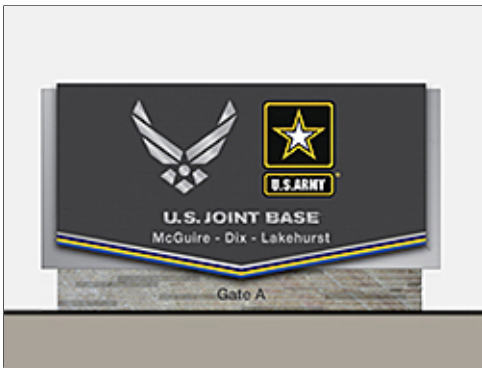 U.S.ARMY
U.S. JOINT BASE
McGuire - Dix - Lakehurst
Gate A